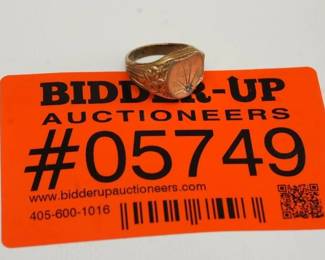 BIDDER-UP
AUCTIONEERS
#05749
www.bidderupauctioneers.com
405-600-1016